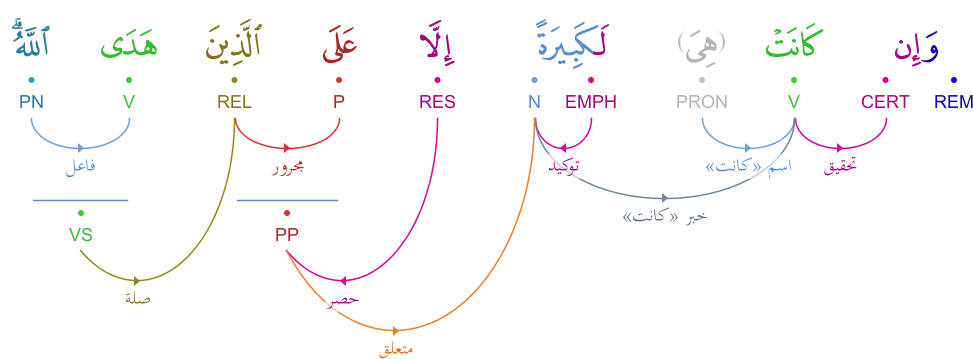 وَإِن كَانَتْ (هِيَ) لَكَبِيرَةً إِلَّا عَلَى ٱلَّذِينَ هَدَى ٱللَّهُ ۗ
REM CERT V PRON EMPH N RES P REL V PN
تحقيق اسم «كانت» توكيد مجرور فاعل
خبر «كانت»
PP VS
حصر صلة
متعلق